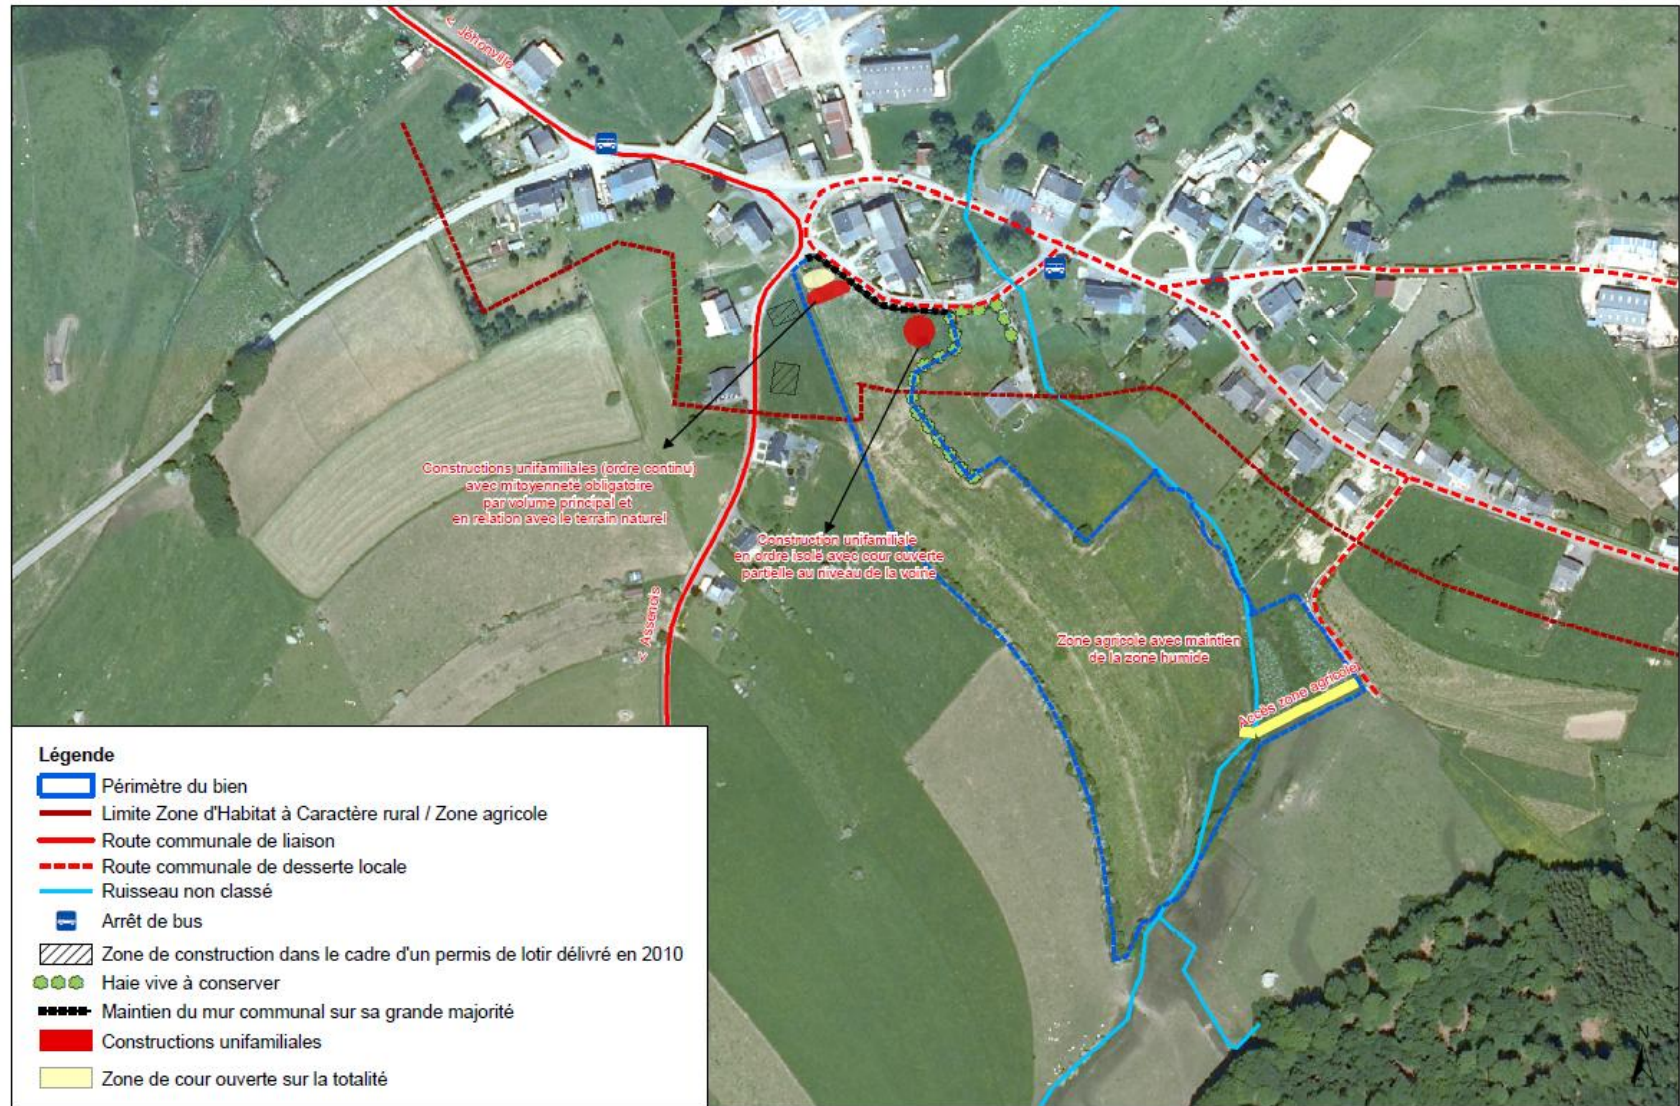 < Jéhonville
Constructions unifamiliales (ordre continu)
avec mitoyenneté obligatoire
par volume principal et
en relation avec le terrain naturel
Construction unifamiliale
en ordre isolé avec cour ouverte
partielle au niveau de la voirie
< Assenois
Zone agricole avec maintien
de la zone humide
Accès zone agricole
Légende
Périmètre du bien
Limite Zone d'Habitat à Caractère rural / Zone agricole
Route communale de liaison
Route communale de desserte locale
Ruisseau non classé
Arrêt de bus
Zone de construction dans le cadre d'un permis de lotir délivré en 2010
Haie vive à conserver
Maintien du mur communal sur sa grande majorité
Constructions unifamiliales
Zone de cour ouverte sur la totalité
N